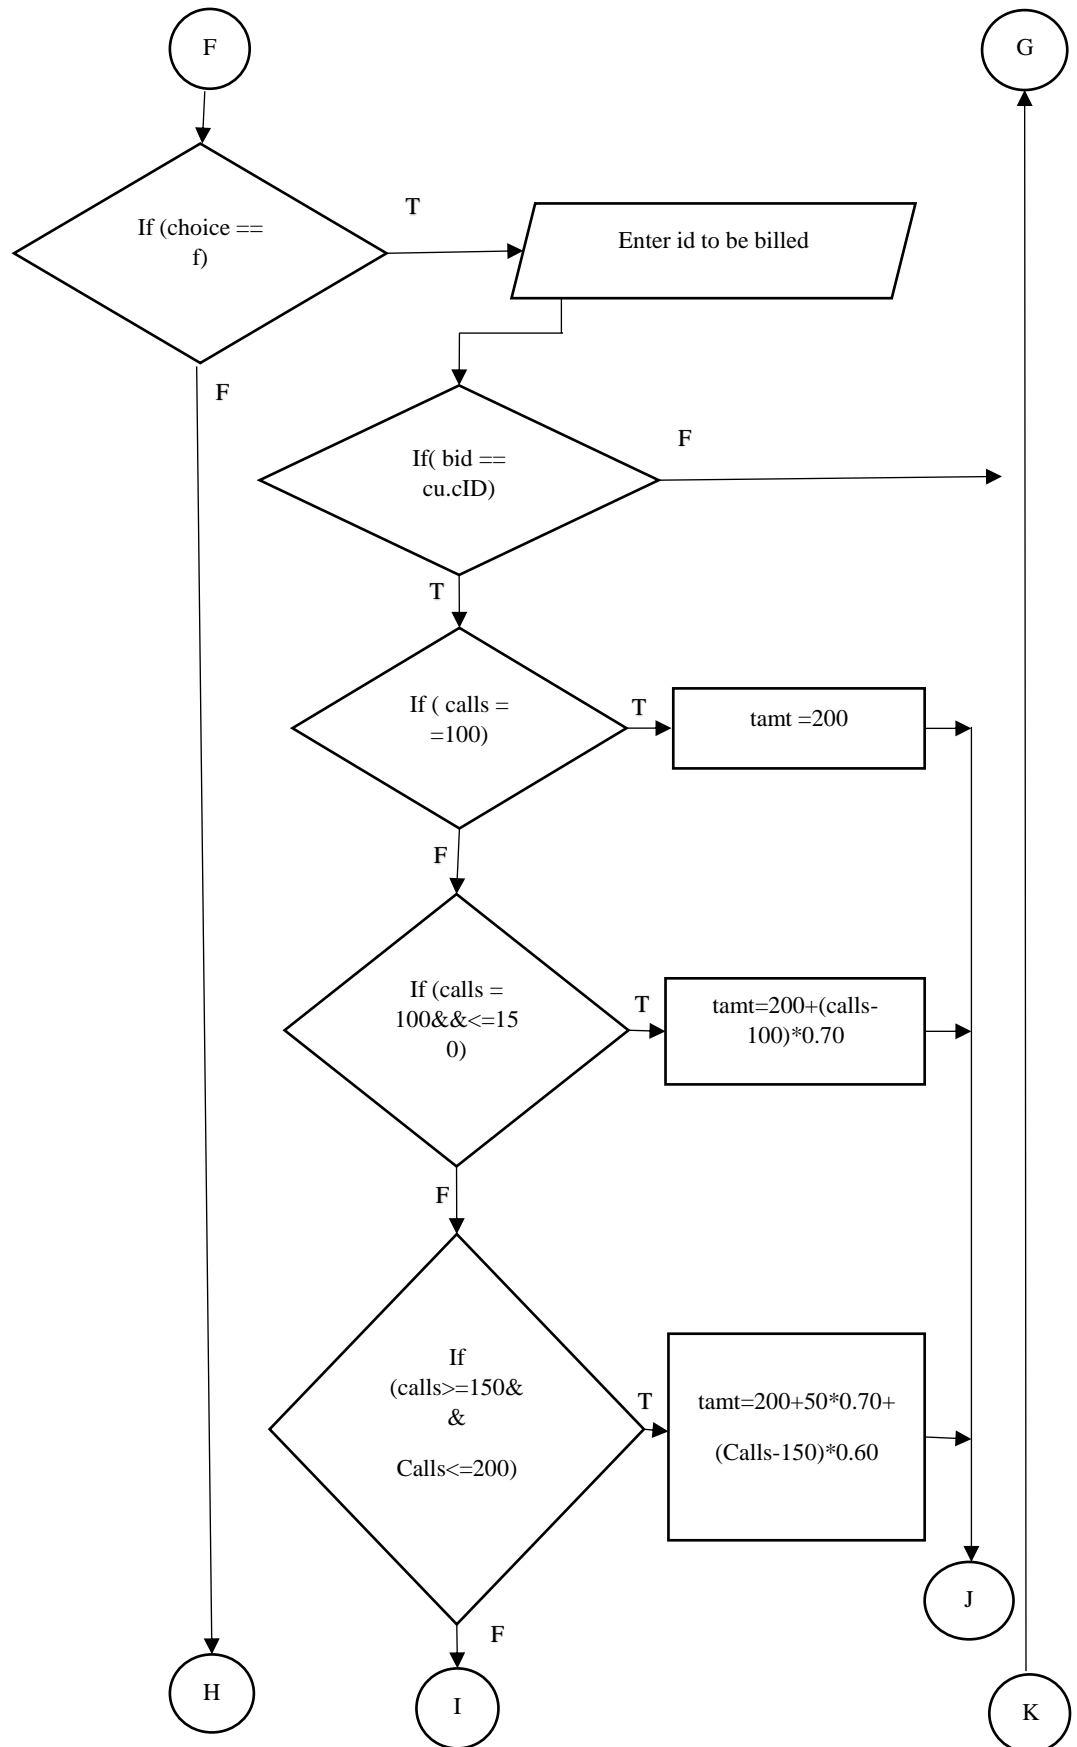 F
G
If (choice ==
f)
T
Enter id to be billed
F
If( bid ==
cu.cID)
F
T
If ( calls =
=100)
T
tamt =200
F
If (calls =
100&&<=15
0)
T
tamt=200+(calls-
100)*0.70
F
If
(calls>=150&
&
Calls<=200)
T
tamt=200+50*0.70+
(Calls-150)*0.60
J
F
H
I
K